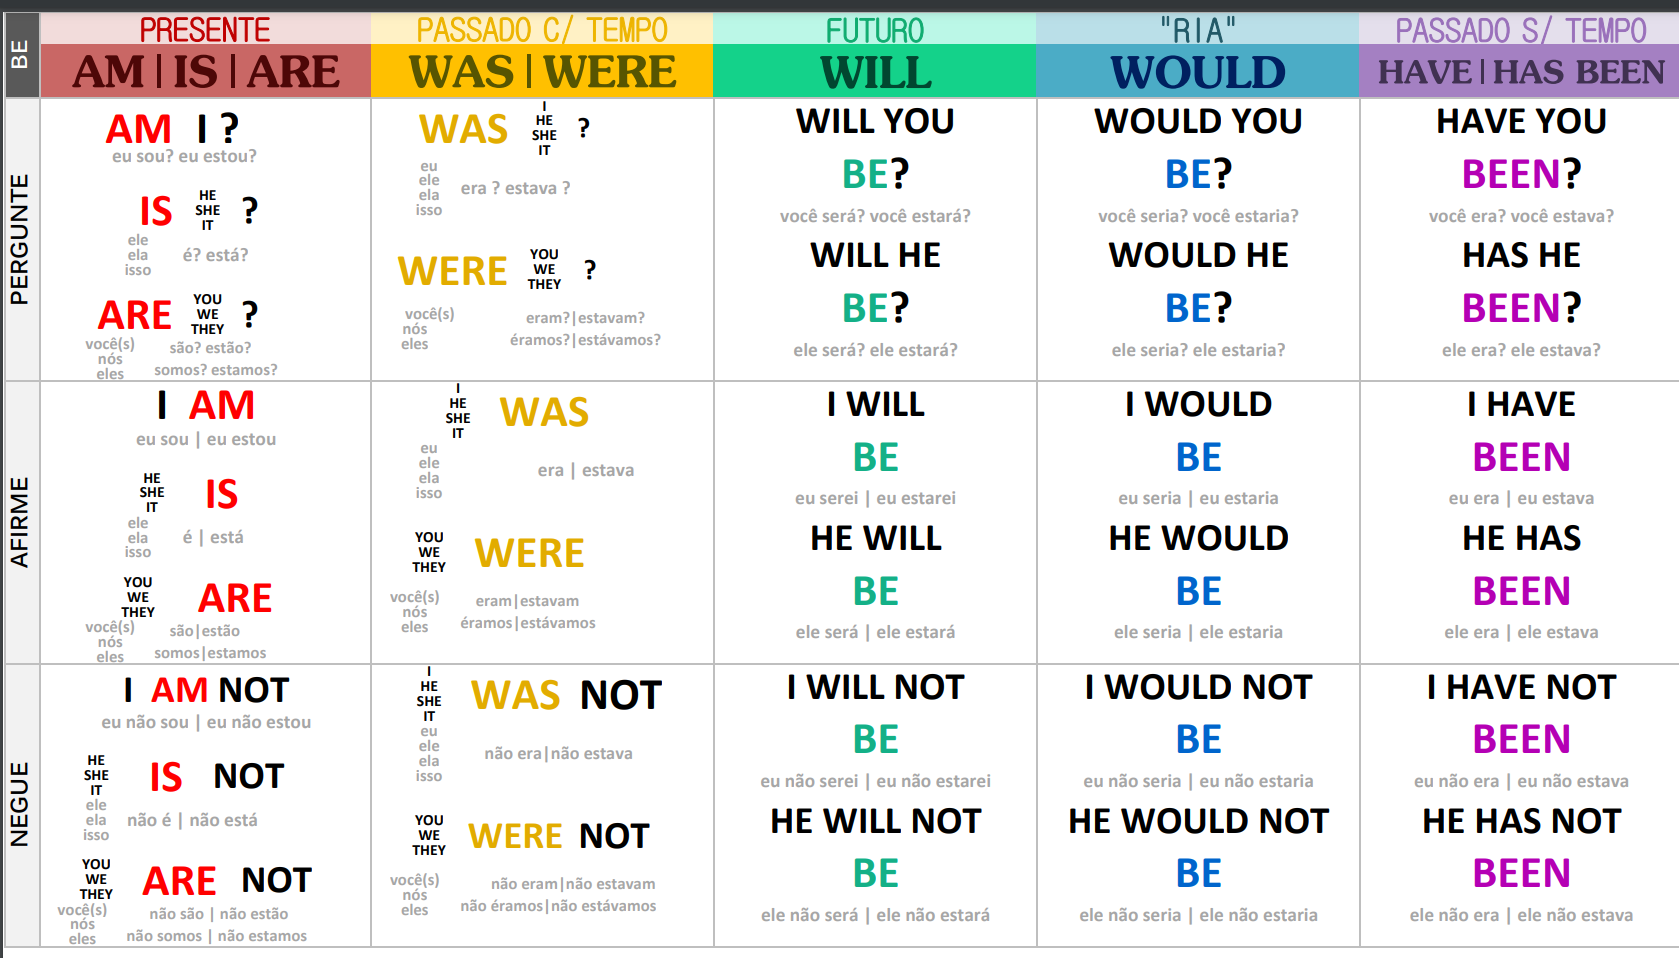 BE
PRESENTE
AM | IS | ARE
PASSADO C/ TEMPO
WAS | WERE
FUTURO
WILL
"RIA"
WOULD
PASSADO S/ TEMPO
HAVE | HAS BEEN
PERGUNTE
AM I ?
eu sou? eu estou?
IS HE SHE IT ?
ele
ela
isso
é? está?
ARE YOU WE THEY ?
você(s)
nós
eles
são? estão?
somos? estamos?
WAS I HE SHE IT ?
eu
ele
ela
isso
era ? estava ?
WERE YOU WE THEY ?
você(s)
nós
eles
eram?|estavam?
éramos?|estávamos?
WILL YOU
BE?
você será? você estará?
WILL HE
BE?
ele será? ele estará?
WOULD YOU
BE?
você seria? você estaria?
WOULD HE
BE?
ele seria? ele estaria?
HAVE YOU
BEEN?
você era? você estava?
HAS HE
BEEN?
ele era? ele estava?
AFIRME
I AM
eu sou | eu estou
HE SHE IT IS
ele
ela
isso
é | está
YOU WE THEY ARE
você(s)
nós
eles
são|estão
somos|estamos
I HE SHE IT WAS
eu
ele
ela
isso
era | estava
YOU WE THEY WERE
você(s)
nós
eles
eram|estavam
éramos|estávamos
I WILL
BE
eu serei | eu estarei
HE WILL
BE
ele será | ele estará
I WOULD
BE
eu seria | eu estaria
HE WOULD
BE
ele seria | ele estaria
I HAVE
BEEN
eu era | eu estava
HE HAS
BEEN
ele era | ele estava
NEGUE
I AM NOT
eu não sou | eu não estou
HE SHE IT IS NOT
ele
ela
isso
não é | não está
YOU WE THEY ARE NOT
você(s)
nós
eles
não são | não estão
não somos | não estamos
I HE SHE IT WAS NOT
eu
ele
ela
isso
não era|não estava
YOU WE THEY WERE NOT
você(s)
nós
eles
não eram|não estavam
não éramos|não estávamos
I WILL NOT
BE
eu não serei | eu não estarei
HE WILL NOT
BE
ele não será | ele não estará
I WOULD NOT
BE
eu não seria | eu não estaria
HE WOULD NOT
BE
ele não seria | ele não estaria
I HAVE NOT
BEEN
eu não era | eu não estava
HE HAS NOT
BEEN
ele não era | ele não estava